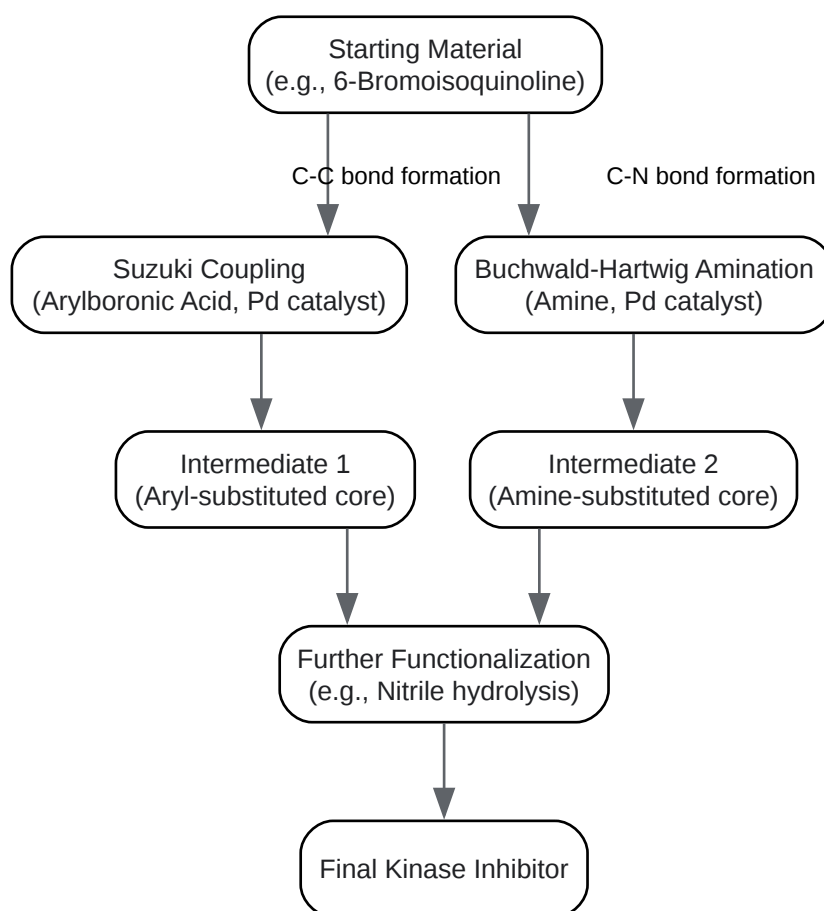 Starting Material
(e.g., 6-Bromoisoquinoline)
C-C bond formation
C-N bond formation
Suzuki Coupling
(Arylboronic Acid, Pd catalyst)
Buchwald-Hartwig Amination
(Amine, Pd catalyst)
Intermediate 1
(Aryl-substituted core)
Intermediate 2
(Amine-substituted core)
Further Functionalization
(e.g., Nitrile hydrolysis)
Final Kinase Inhibitor